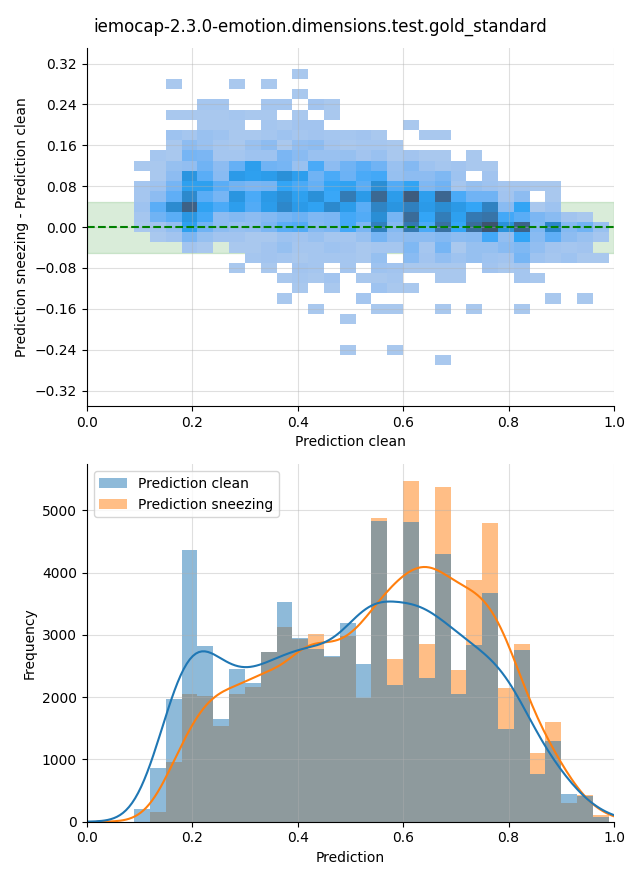 iemocap-2.3.0-emotion.dimensions.test.gold_standard
Prediction sneezing - Prediction clean
0.32
0.24
0.16
0.08
0.00
−0.08
−0.16
−0.24
−0.32
0.0 0.2 0.4 0.6 0.8 1.0
Prediction clean
Prediction clean
Prediction sneezing
Frequency
5000
4000
3000
2000
1000
0
0.0 0.2 0.4 0.6 0.8 1.0
Prediction